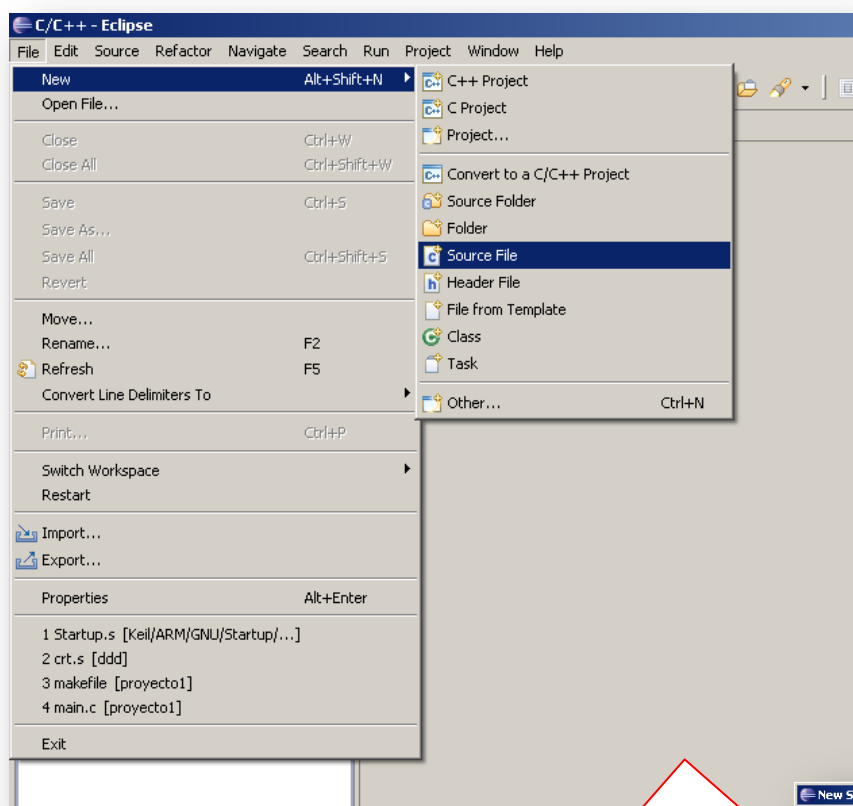 C/C++ - Eclipse
File Edit Source Refactor Navigate Search Run Project Window Help
New Alt+Shift+N
Open File...
Close Ctrl+W
Close All Ctrl+Shift+W
Save Ctrl+S
Save As...
Save All Ctrl+Shift+S
Revert
Move...
Rename... F2
Refresh F5
Convert Line Delimiters To
Print... Ctrl+P
Switch Workspace
Restart
Import...
Export...
Properties Alt+Enter
1 Startup.s [Keil/ARM/GNU/Startup/...]
2 crt.s [ddd]
3 makefile [proyecto1]
4 main.c [proyecto1]
Exit
C++ Project
C Project
Project...
Convert to a C/C++ Project
Source Folder
Folder
Source File
Header File
File from Template
Class
Task
Other... Ctrl+N
New S